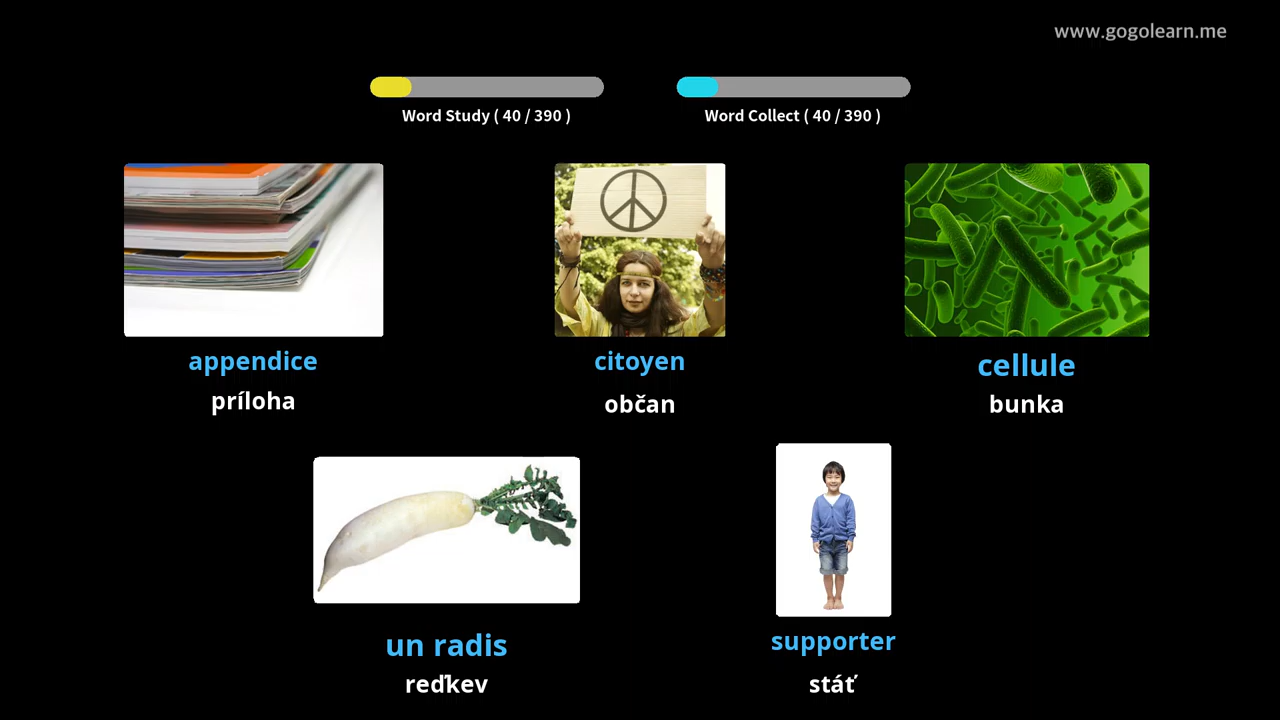 www.gogolearn.me
Word Study ( 40 / 390 )
Word Collect ( 40 / 390 )
appendice
príloha
citoyen
občan
cellule
bunka
un radis
reďkev
supporter
stáť